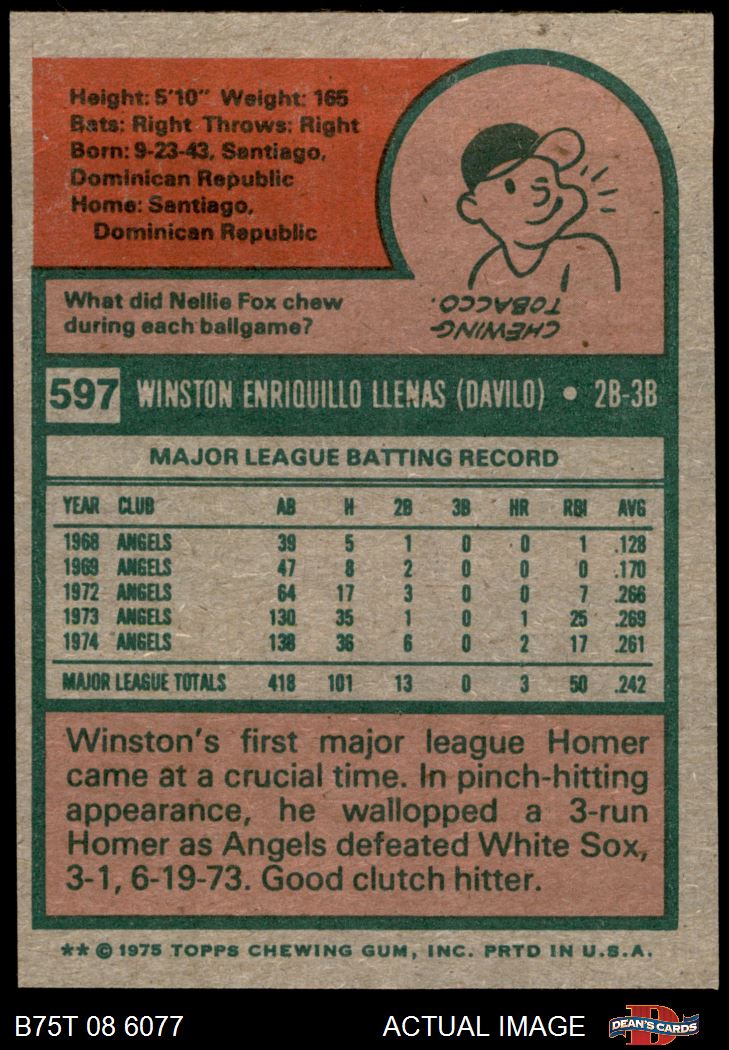 Height: 5'10" Weight: 165
Bats: Right Throws: Right
Born: 9-23-43, Santiago,
Dominican Republic
Home: Santiago,
Dominican Republic
What did Nellie Fox chew
during each ballgame?
CHEWING
TOBACCO.
597 WINSTON ENRIQUILLO LLENAS (DAVILO) • 2B-3B
MAJOR LEAGUE BATTING RECORD
YEAR CLUB AB H 2B 3B HR RBI AVG
1968 ANGELS 39 5 1 0 0 1 .128
1969 ANGELS 47 8 2 0 0 0 .170
1972 ANGELS 64 17 3 0 0 7 .266
1973 ANGELS 130 35 1 0 1 25 .269
1974 ANGELS 138 36 6 0 2 17 .261
MAJOR LEAGUE TOTALS 418 101 13 0 3 50 .242
Winston's first major league Homer
came at a crucial time. In pinch-hitting
appearance, he wallopped a 3-run
Homer as Angels defeated White Sox,
3-1, 6-19-73. Good clutch hitter.
** © 1975 TOPPS CHEWING GUM, INC. PRTD IN U.S.A.
B75T 08 6077 ACTUAL IMAGE DEAN'S CARDS